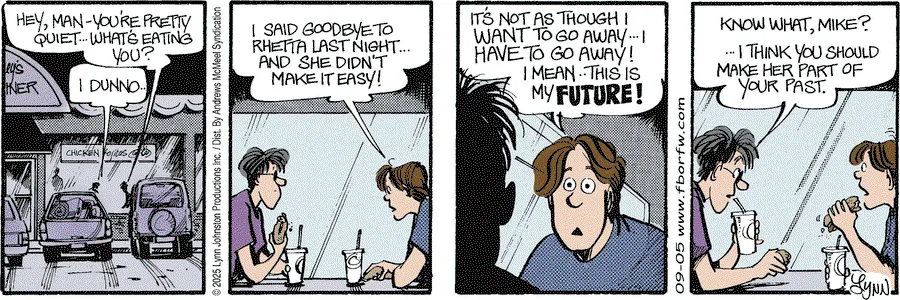 HEY, MAN-YOU'RE PRETTY
QUIET...WHAT'S EATING
YOU?
I DUNNO..
Y'S
NER
CHICKEN
© 2025 Lynn Johnston Productions Inc. / Dist. By Andrews McMeel Syndication
I SAID GOODBYE TO
RHETTA LAST NIGHT...
AND SHE DIDN'T
MAKE IT EASY!
IT'S NOT AS THOUGH I
WANT TO GO AWAY...I
HAVE TO GO AWAY!
I MEAN..THIS IS
MY FUTURE!
09-05 www.fborfw.com
KNOW WHAT, MIKE?
...I THINK YOU SHOULD
MAKE HER PART OF
YOUR PAST.
LYNN